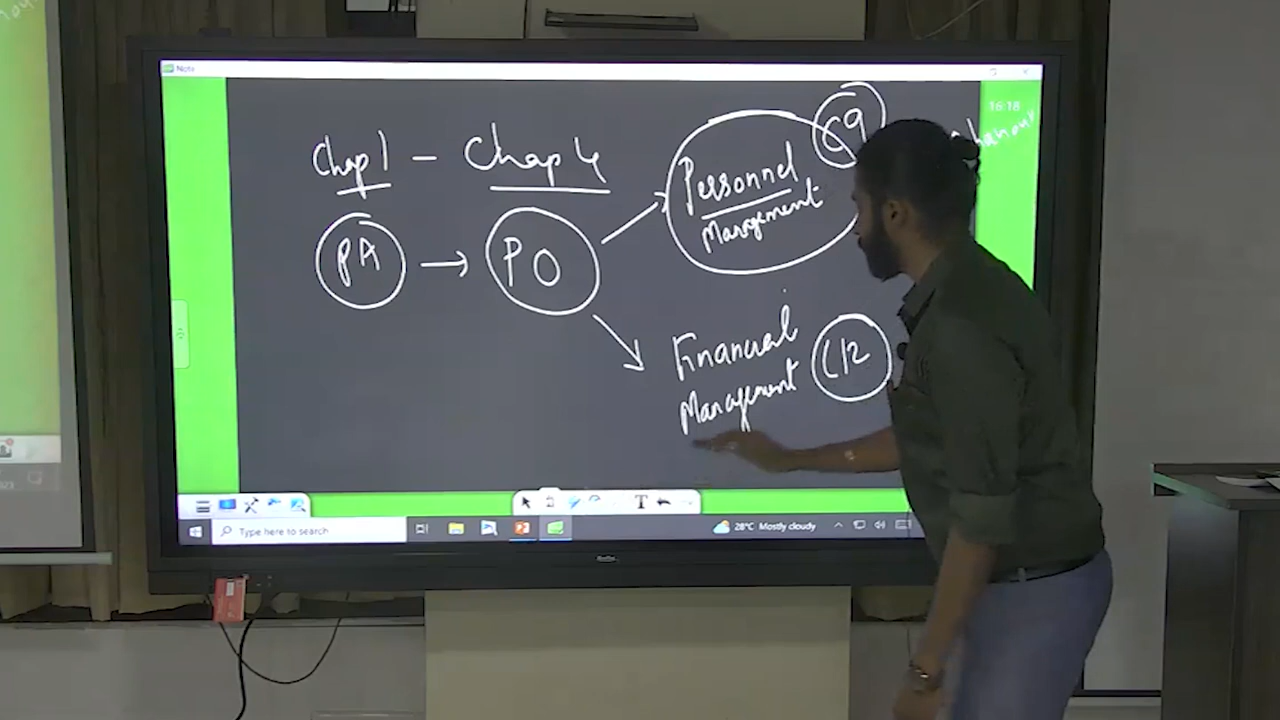 Note
16:18
Chap 1 - Chap 4
PA → PO
Personnel
Management
C9
Financial
Management
C12
T
Type here to search
28°C Mostly cloudy